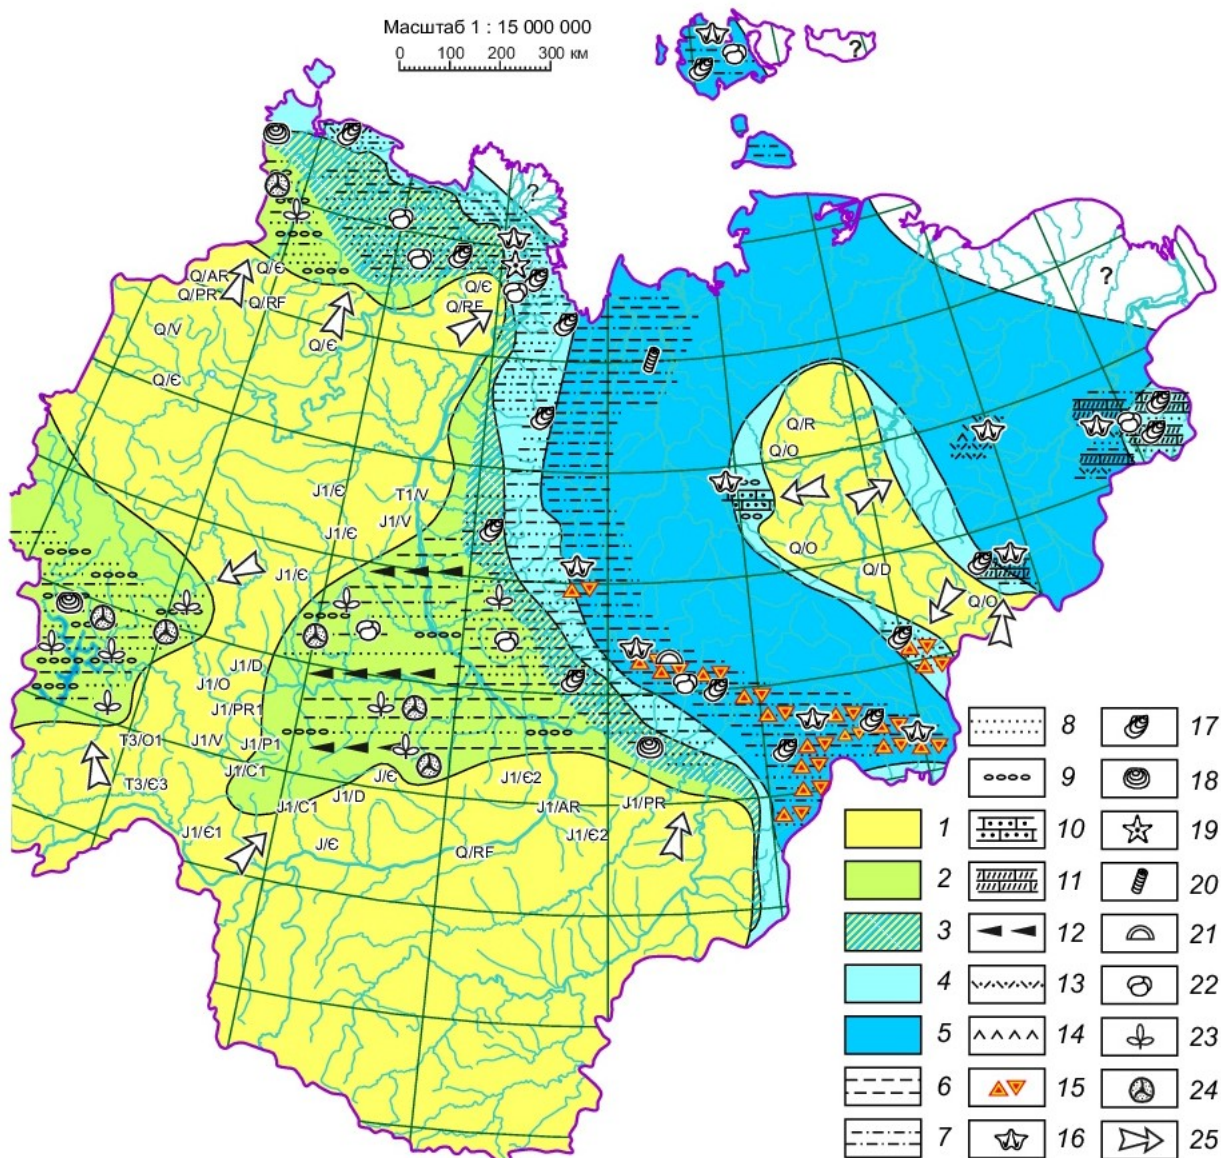 Масштаб 1 : 15 000 000
0 100 200 300 км
?
?
?
Q/AR
Q/Є
Q/PR
Q/RF
Q/Є
Q/RF
Q/V
Q/Є
Q/Є
Q/R
Q/O
J1/Є
T1/V
J1/V
J1/Є
Q/O
J1/Є
Q/D
Q/O
J1/D
J1/O
J1/PR1
T3/O1
J1/V
J1/P1
J1/C1
J/Є
J1/Є2
T3/Є3
J1/C1
J1/D
J1/AR
J1/PR
J1/Є1
J/Є
Q/RF
J1/Є2
8 17
9 18
1 10 19
2 11 20
3 12 21
4 13 22
5 14 23
6 15 24
7 16 25